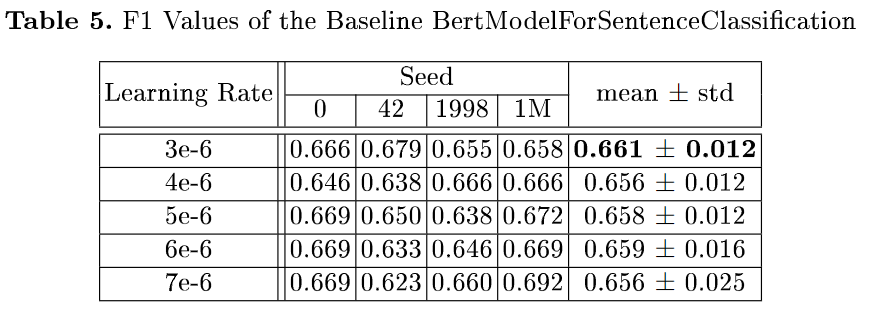 Table 5. F1 Values of the Baseline BertModelForSentenceClassification
Learning Rate Seed mean ± std
0 42 1998 1M
3e-6 0.666 0.679 0.655 0.658 0.661 ± 0.012
4e-6 0.646 0.638 0.666 0.666 0.656 ± 0.012
5e-6 0.669 0.650 0.638 0.672 0.658 ± 0.012
6e-6 0.669 0.633 0.646 0.669 0.659 ± 0.016
7e-6 0.669 0.623 0.660 0.692 0.656 ± 0.025